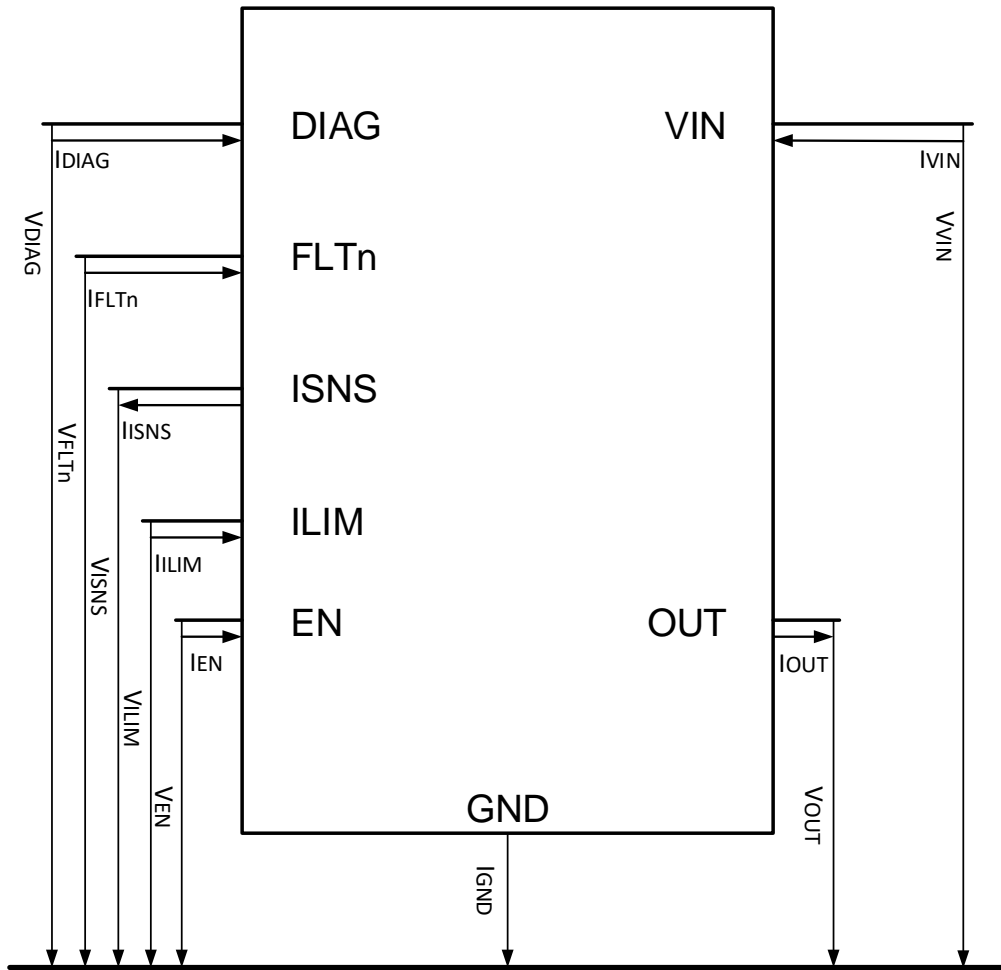 DIAG
VIN
IDIAG
IVIN
VDIAG
VVIN
FLTn
IFLTn
VFLTn
ISNS
IISNS
VISNS
ILIM
IILIM
VILIM
EN
OUT
IEN
IOUT
VEN
VOUT
GND
IGND